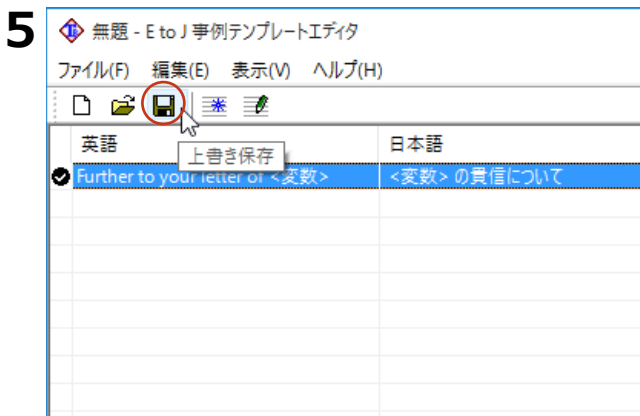 5
無題 - E to J 事例テンプレートエディタ
ファイル(F) 編集(E) 表示(V) ヘルプ(H)
英語 日本語
上書き保存
Further to your letter of <変数> <変数> の貴信について